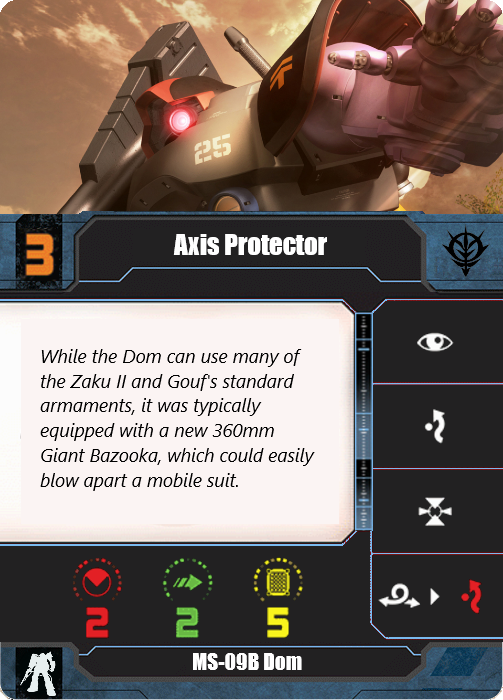 25
3
Axis Protector
While the Dom can use many of
the Zaku II and Gouf's standard
armaments, it was typically
equipped with a new 360mm
Giant Bazooka, which could easily
blow apart a mobile suit.
2 2 5
MS-09B Dom